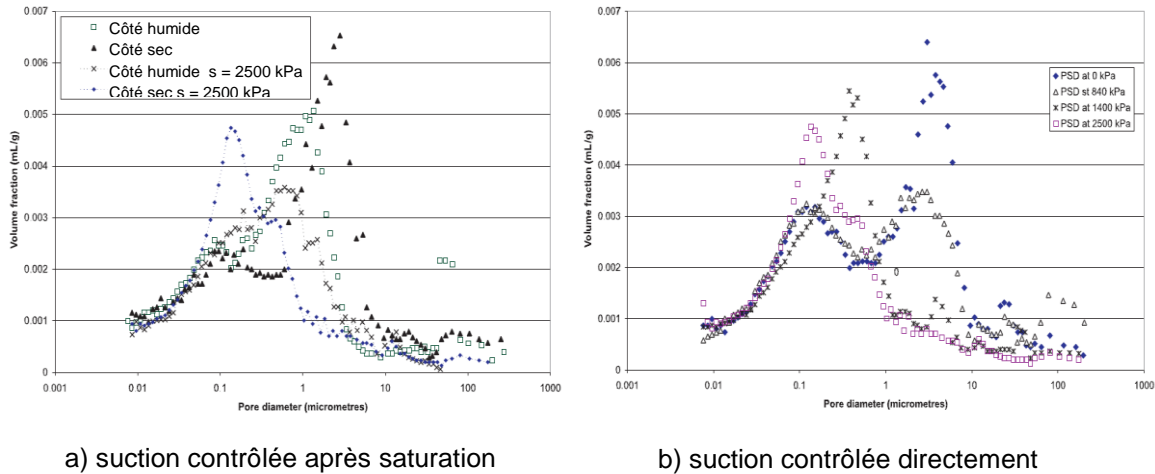 0.007
0.006
0.005
0.004
0.003
0.002
0.001
0
Volume fraction (mL/g)
Côté humide
Côté sec
Côté humide s = 2500 kPa
Côté sec s = 2500 kPa
0.001
0.01
0.1
1
10
100
1000
Pore diameter (micrometres)
a) suction contrôlée après saturation
0.007
0.006
0.005
0.004
0.003
0.002
0.001
0
Volume fraction (mL/g)
PSD at 0 kPa
PSD st 840 kPa
PSD at 1400 kPa
PSD at 2500 kPa
0.001
0.01
0.1
1
10
100
1000
Pore diameter (micrometres)
b) suction contrôlée directement